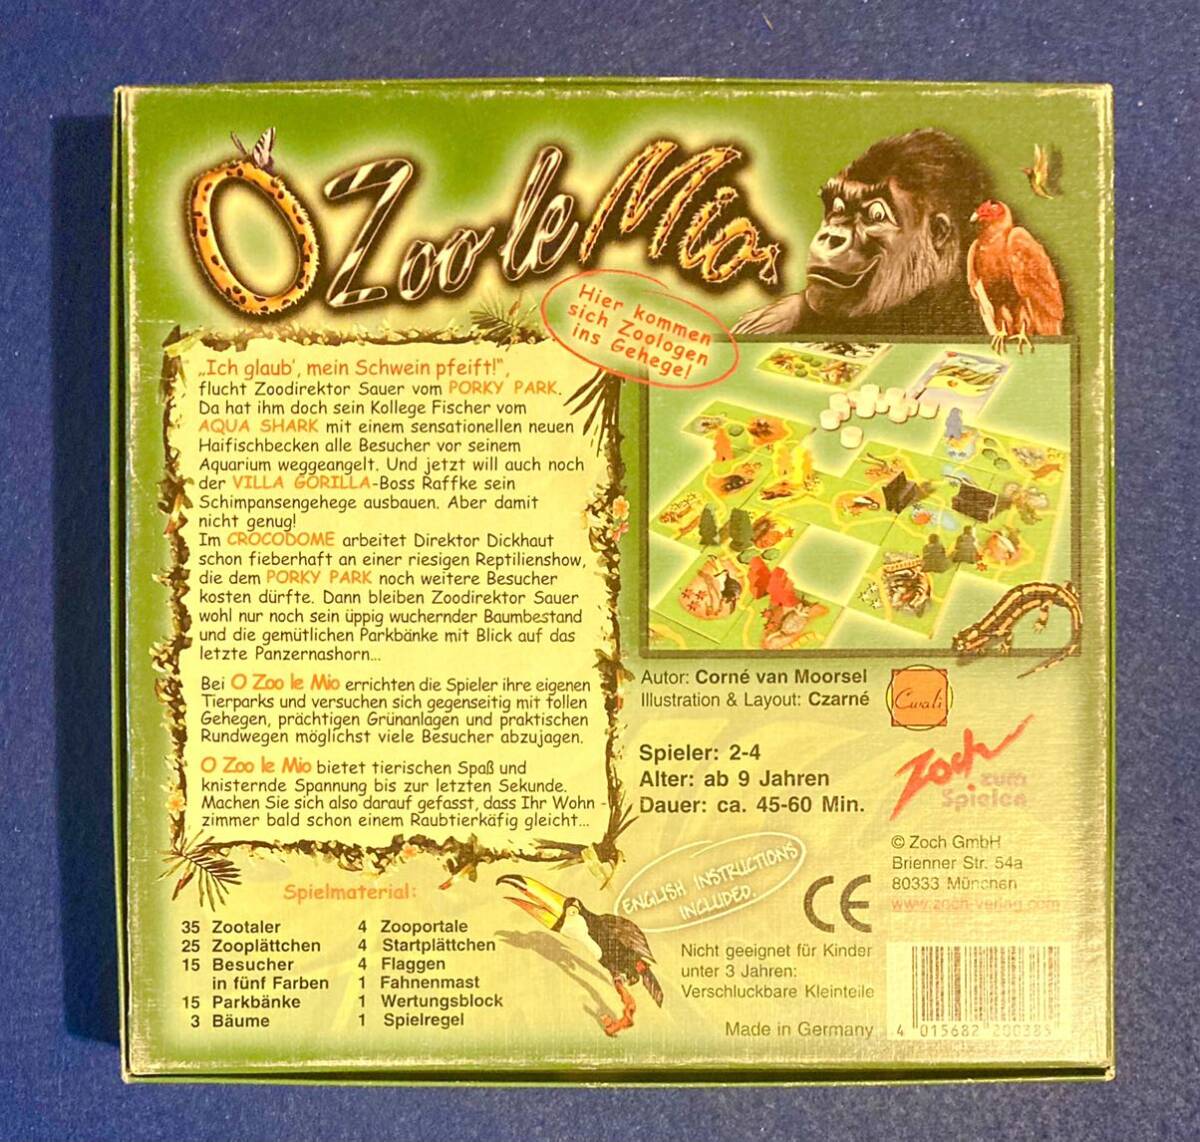 O Zoo le Mio
Hier kommen
sich Zoologen
ins Gehege!
„Ich glaub', mein Schwein pfeift!“,
flucht Zoodirektor Sauer vom PORKY PARK.
Da hat ihm doch sein Kollege Fischer vom
AQUA SHARK mit einem sensationellen neuen
Haifischbecken alle Besucher vor seinem
Aquarium weggeangelt. Und jetzt will auch noch
der VILLA GORILLA-Boss Raffke sein
Schimpansengehege ausbauen. Aber damit
nicht genug!
Im CROCODOME arbeitet Direktor Dickhaut
schon fieberhaft an einer riesigen Reptilienshow,
die dem PORKY PARK noch weitere Besucher
kosten dürfte. Dann bleiben Zoodirektor Sauer
wohl nur noch sein üppig wuchernder Baumbestand
und die gemütlichen Parkbänke mit Blick auf das
letzte Panzernashorn...
Bei O Zoo le Mio errichten die Spieler ihre eigenen
Tierparks und versuchen sich gegenseitig mit tollen
Gehegen, prächtigen Grünanlagen und praktischen
Rundwegen möglichst viele Besucher abzujagen.
O Zoo le Mio bietet tierischen Spaß und
knisternde Spannung bis zur letzten Sekunde.
Machen Sie sich also darauf gefasst, dass Ihr Wohn-
zimmer bald schon einem Raubtierkäfig gleicht...
Autor: Corné van Moorsel
Illustration & Layout: Czarné
Cwali
Spieler: 2-4
Alter: ab 9 Jahren
Dauer: ca. 45-60 Min.
Zoch
zum
Spielen
© Zoch GmbH
Brienner Str. 54a
80333 München
www.zoch-verlag.com
ENGLISH INSTRUCTIONS
INCLUDED.
CE
Spielmaterial:
35 Zootaler
25 Zooplättchen
15 Besucher
in fünf Farben
15 Parkbänke
3 Bäume
4 Zooportale
4 Startplättchen
4 Flaggen
1 Fahnenmast
1 Wertungsblock
1 Spielregel
Nicht geeignet für Kinder
unter 3 Jahren:
Verschluckbare Kleinteile
Made in Germany
4 015682 200385